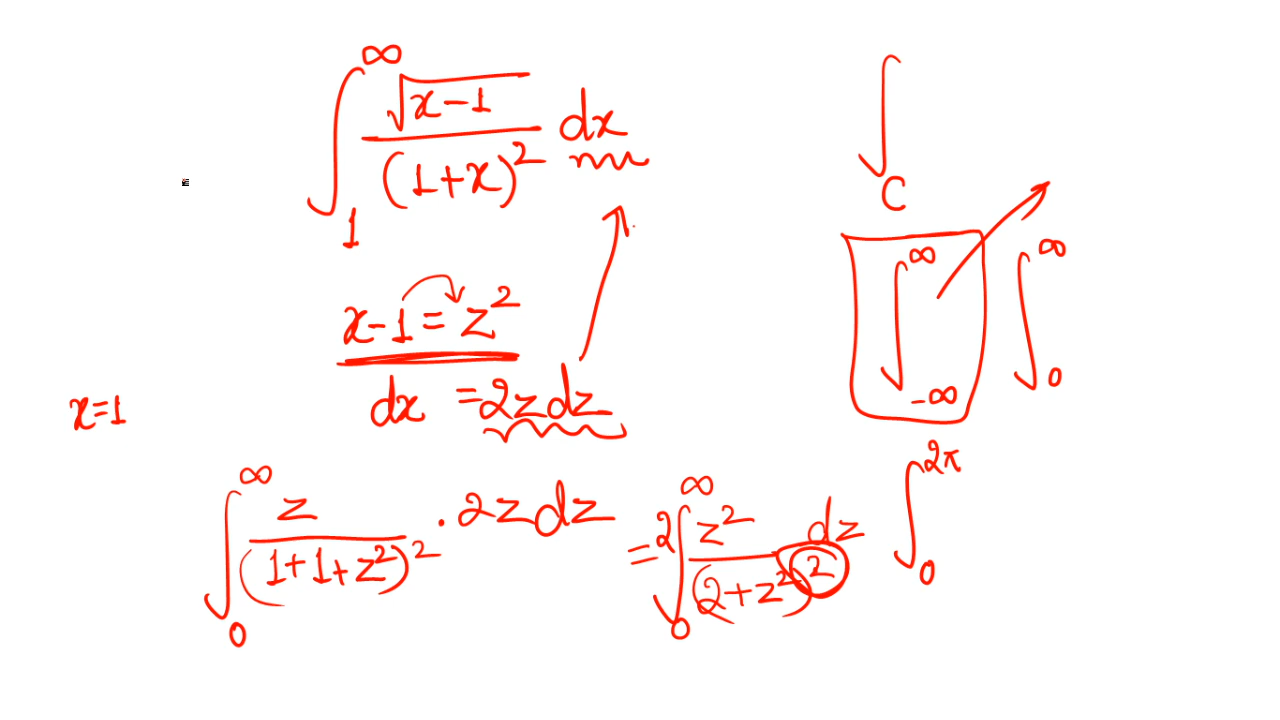 ∫₁^∞ √(x−1) / (1+x)² dx
x−1 = z²
dx = 2z dz
x=1
∫₀^∞ z / (1+1+z²)² · 2z dz = 2∫₀^∞ z² / (2+z²)² dz
∫_C
∫_−∞^∞ ∫₀^∞
∫₀^2π